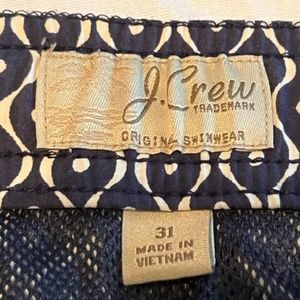 J.Crew
TRADEMARK
ORIGINAL SWIMWEAR
31
MADE IN
VIETNAM